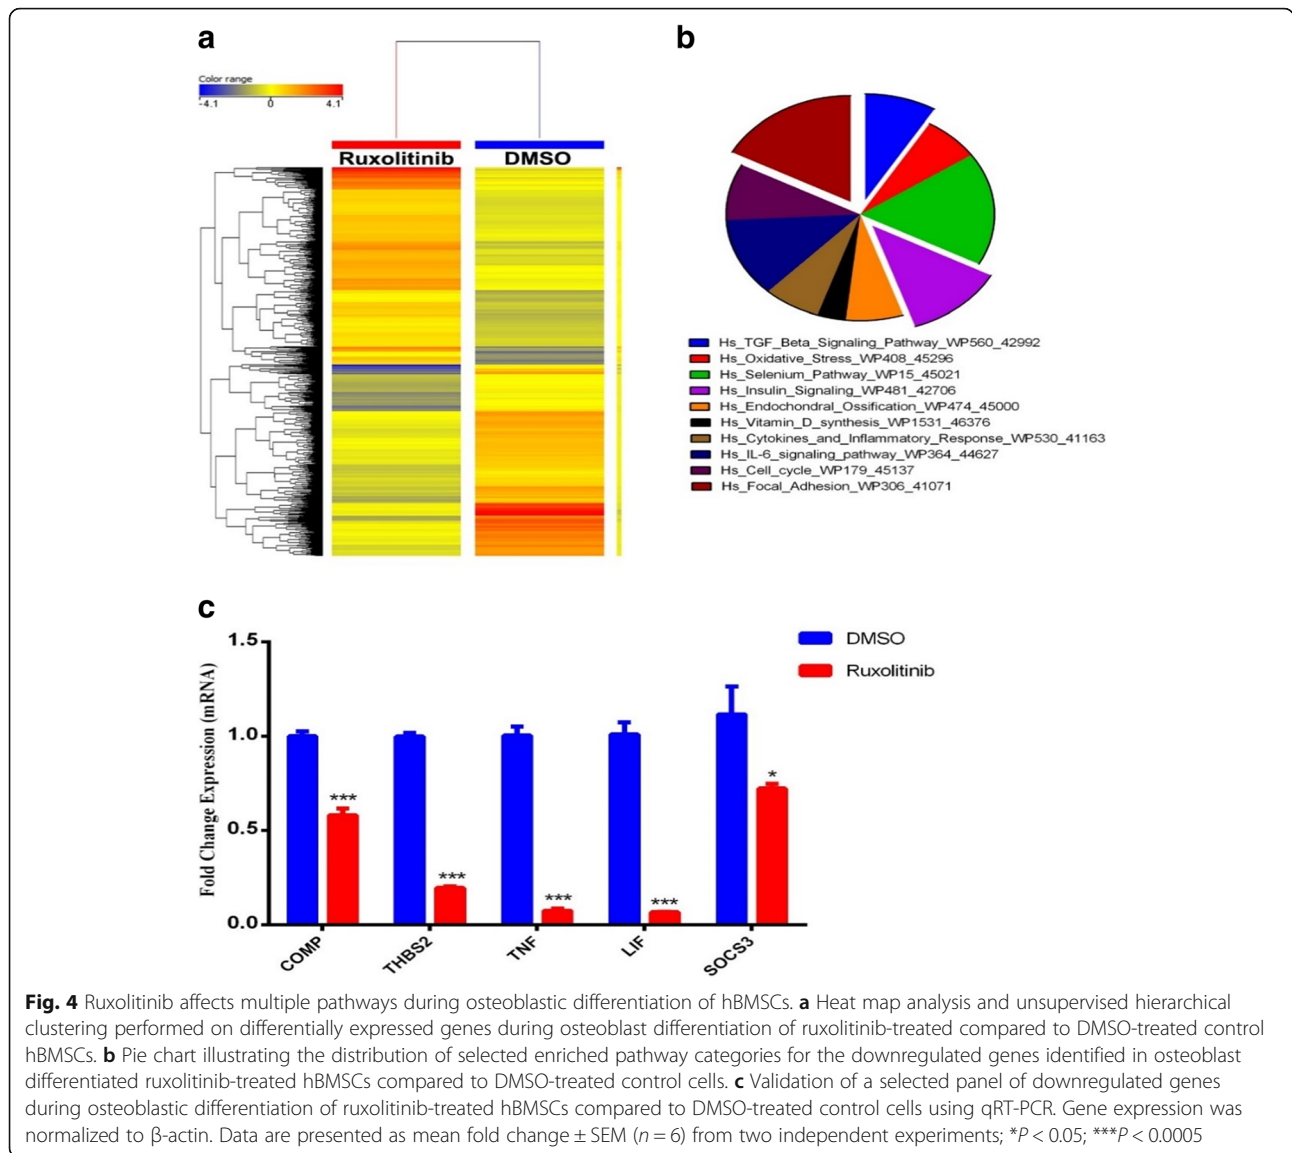 a
Color range
-4.1 0 4.1
Ruxolitinib DMSO
b
Hs_TGF_Beta_Signaling_Pathway_WP560_42992
Hs_Oxidative_Stress_WP408_45296
Hs_Selenium_Pathway_WP15_45021
Hs_Insulin_Signaling_WP481_42706
Hs_Endochondral_Ossification_WP474_45000
Hs_Vitamin_D_synthesis_WP1531_46376
Hs_Cytokines_and_Inflammatory_Response_WP530_41163
Hs_IL-6_signaling_pathway_WP364_44627
Hs_Cell_cycle_WP179_45137
Hs_Focal_Adhesion_WP306_41071
c
Fold Change Expression (mRNA)
1.5
1.0
0.5
0.0
***
***
***
***
*
COMP
THBS2
TNF
LIF
SOCS3
DMSO
Ruxolitinib
Fig. 4 Ruxolitinib affects multiple pathways during osteoblastic differentiation of hBMSCs. a Heat map analysis and unsupervised hierarchical
clustering performed on differentially expressed genes during osteoblast differentiation of ruxolitinib-treated compared to DMSO-treated control
hBMSCs. b Pie chart illustrating the distribution of selected enriched pathway categories for the downregulated genes identified in osteoblast
differentiated ruxolitinib-treated hBMSCs compared to DMSO-treated control cells. c Validation of a selected panel of downregulated genes
during osteoblastic differentiation of ruxolitinib-treated hBMSCs compared to DMSO-treated control cells using qRT-PCR. Gene expression was
normalized to β-actin. Data are presented as mean fold change ± SEM (n = 6) from two independent experiments; *P < 0.05; ***P < 0.0005